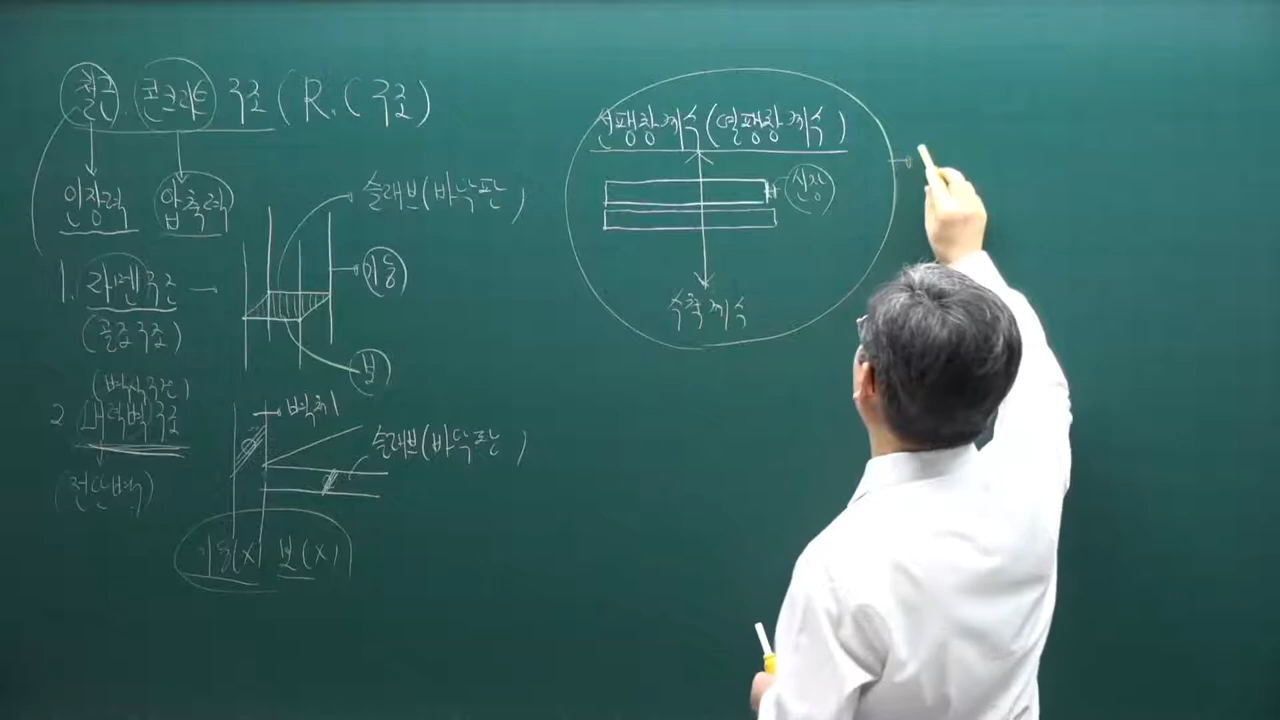 철근 콘크리트 구조 (R.C 구조)
인장력 압축력
슬래브(바닥판)
1. 라멘구조
기둥
(골조구조)
보
(벽식구조)
2. 내력벽구조
벽체
슬래브(바닥판)
(전단벽)
기둥(X) 보(X)
선팽창계수(열팽창계수)
신장
수축계수